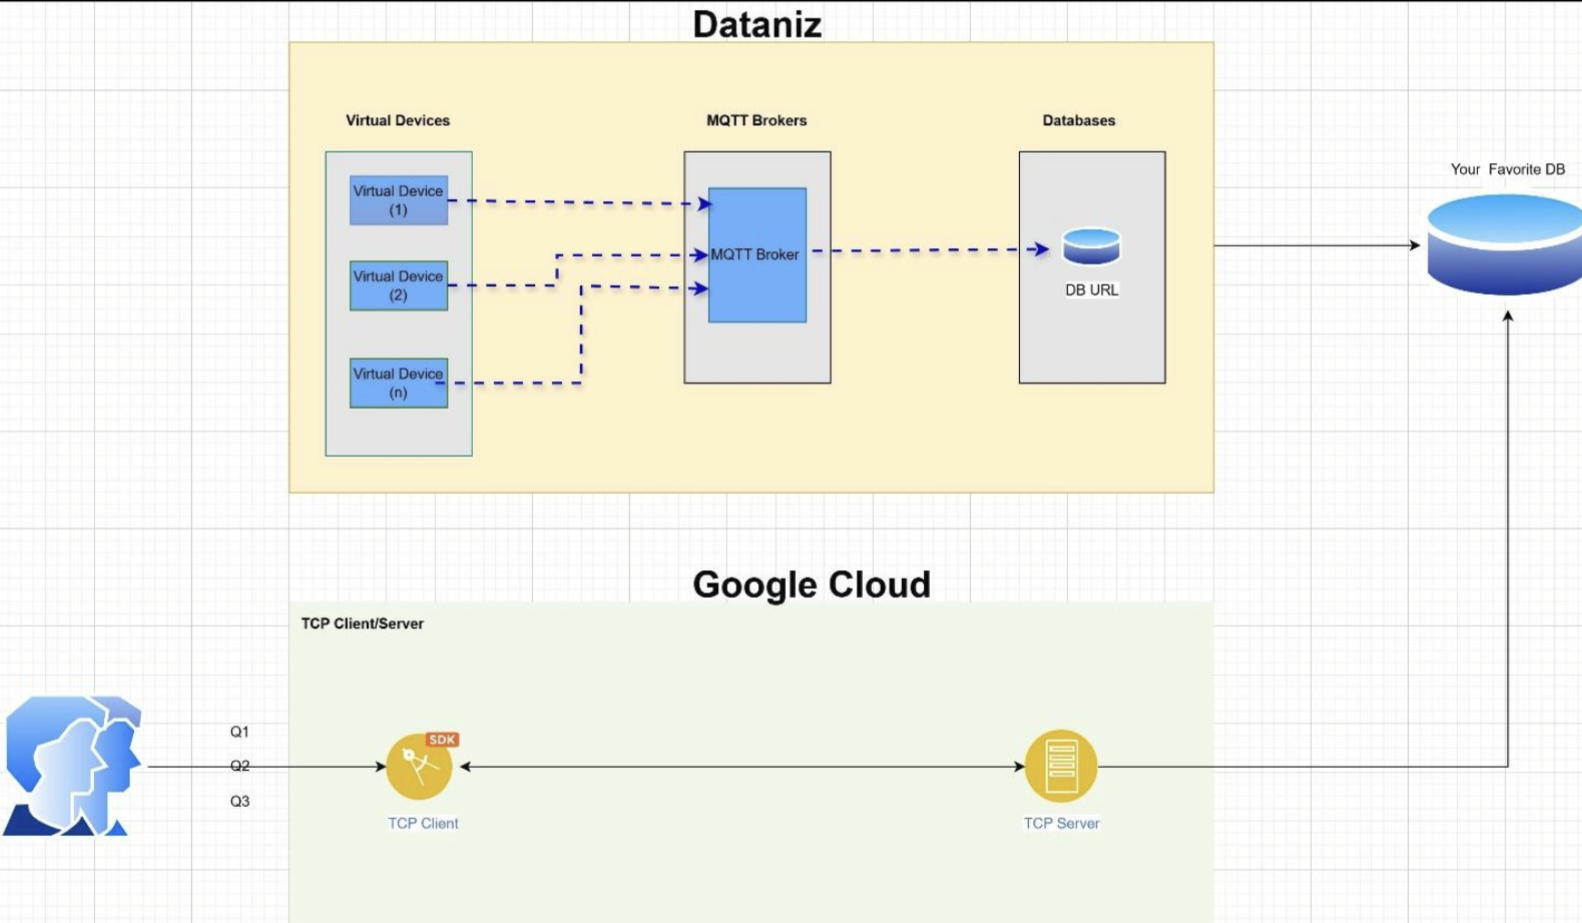 Dataniz
Virtual Devices
MQTT Brokers
Databases
Virtual Device
(1)
Virtual Device
(2)
Virtual Device
(n)
MQTT Broker
DB URL
Your Favorite DB
Google Cloud
TCP Client/Server
Q1
Q2
Q3
SDK
TCP Client
TCP Server